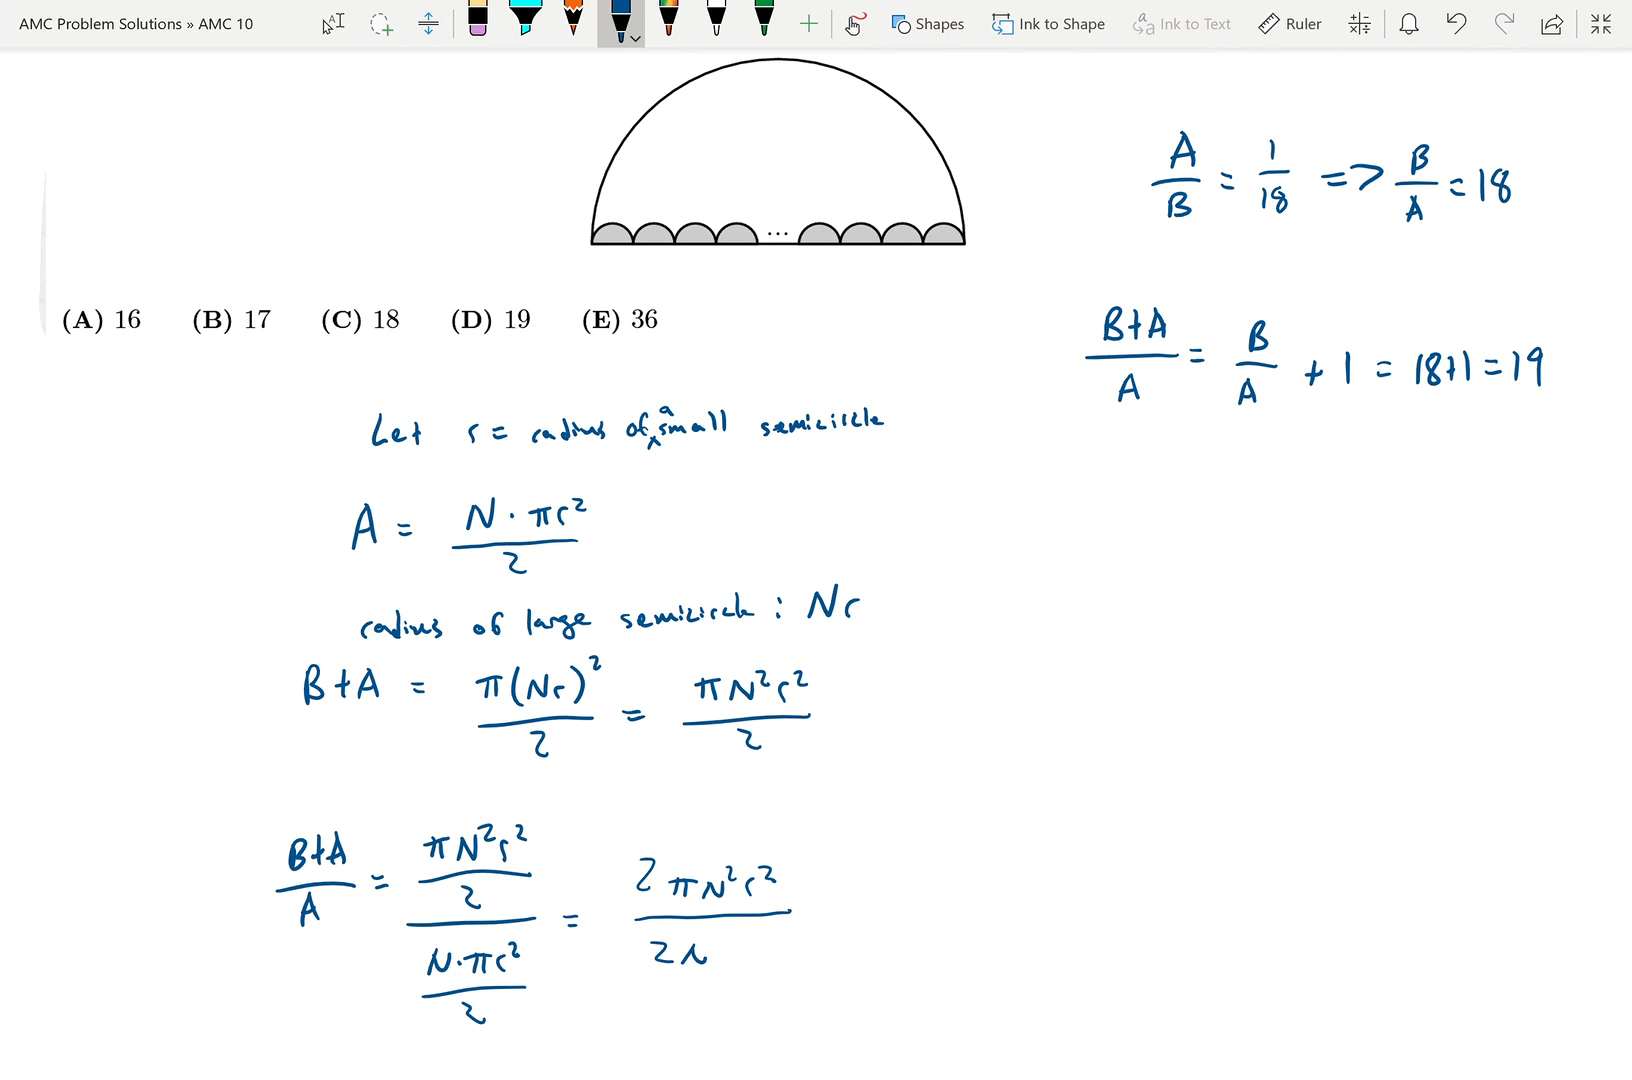 AMC Problem Solutions » AMC 10
Shapes
Ink to Shape
Ink to Text
Ruler
...
(A) 16 (B) 17 (C) 18 (D) 19 (E) 36
A/B = 1/18 => B/A = 18
(B+A)/A = B/A + 1 = 18+1 = 19
Let r = radius of a small semicircle
A = (N · πr²)/2
radius of large semicircle : Nr
B+A = π(Nr)²/2 = πN²r²/2
(B+A)/A = (πN²r²/2)/(N·πr²/2) = 2πN²r²/2N